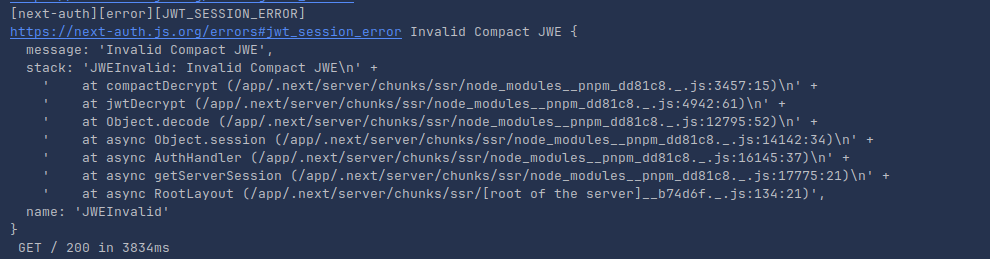 [next-auth][error][JWT_SESSION_ERROR]
https://next-auth.js.org/errors#jwt_session_error Invalid Compact JWE {
  message: 'Invalid Compact JWE',
  stack: 'JWEInvalid: Invalid Compact JWE\n' +
    '    at compactDecrypt (/app/.next/server/chunks/ssr/node_modules__pnpm_dd81c8._.js:3457:15)\n' +
    '    at jwtDecrypt (/app/.next/server/chunks/ssr/node_modules__pnpm_dd81c8._.js:4942:61)\n' +
    '    at Object.decode (/app/.next/server/chunks/ssr/node_modules__pnpm_dd81c8._.js:12795:52)\n' +
    '    at async Object.session (/app/.next/server/chunks/ssr/node_modules__pnpm_dd81c8._.js:14142:34)\n' +
    '    at async AuthHandler (/app/.next/server/chunks/ssr/node_modules__pnpm_dd81c8._.js:16145:37)\n' +
    '    at async getServerSession (/app/.next/server/chunks/ssr/node_modules__pnpm_dd81c8._.js:17775:21)\n' +
    '    at async RootLayout (/app/.next/server/chunks/ssr/[root of the server]__b74d6f._.js:134:21)',
  name: 'JWEInvalid'
}
 GET / 200 in 3834ms